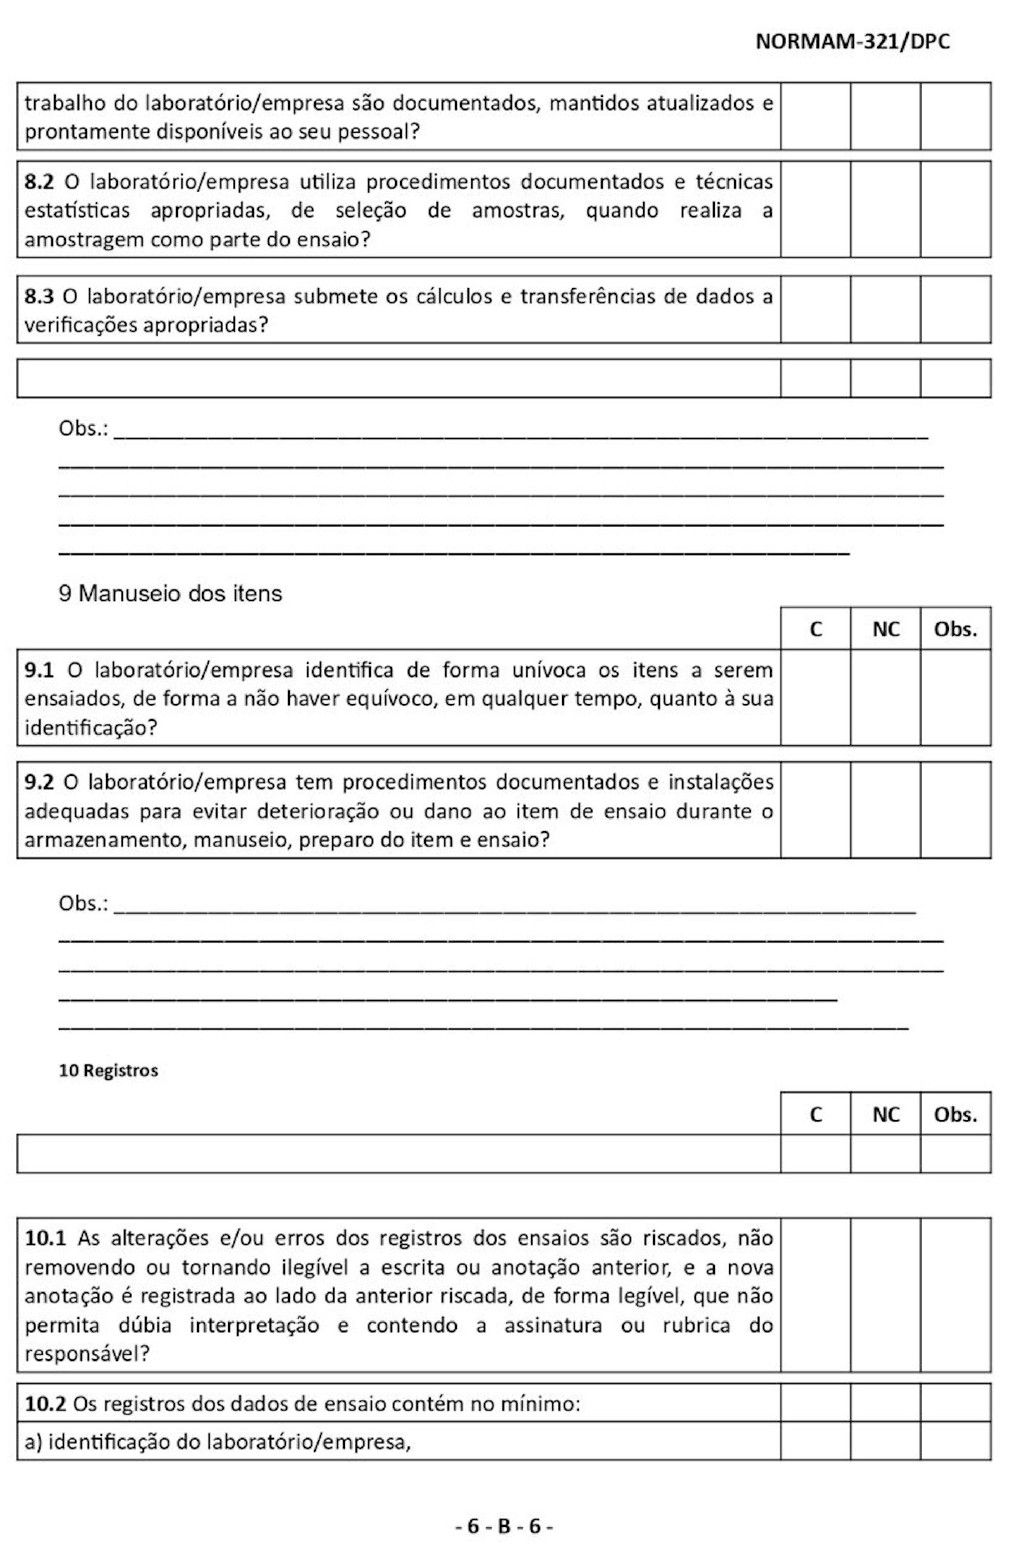 NORMAM-321/DPC
trabalho do laboratório/empresa são documentados, mantidos atualizados e
prontamente disponíveis ao seu pessoal?
8.2 O laboratório/empresa utiliza procedimentos documentados e técnicas
estatísticas apropriadas, de seleção de amostras, quando realiza a
amostragem como parte do ensaio?
8.3 O laboratório/empresa submete os cálculos e transferências de dados a
verificações apropriadas?
Obs.:
9 Manuseio dos itens
C NC Obs.
9.1 O laboratório/empresa identifica de forma unívoca os itens a serem
ensaiados, de forma a não haver equívoco, em qualquer tempo, quanto à sua
identificação?
9.2 O laboratório/empresa tem procedimentos documentados e instalações
adequadas para evitar deterioração ou dano ao item de ensaio durante o
armazenamento, manuseio, preparo do item e ensaio?
Obs.:
10 Registros
C NC Obs.
10.1 As alterações e/ou erros dos registros dos ensaios são riscados, não
removendo ou tornando ilegível a escrita ou anotação anterior, e a nova
anotação é registrada ao lado da anterior riscada, de forma legível, que não
permita dúbia interpretação e contendo a assinatura ou rubrica do
responsável?
10.2 Os registros dos dados de ensaio contém no mínimo:
a) identificação do laboratório/empresa,
- 6 - B - 6 -